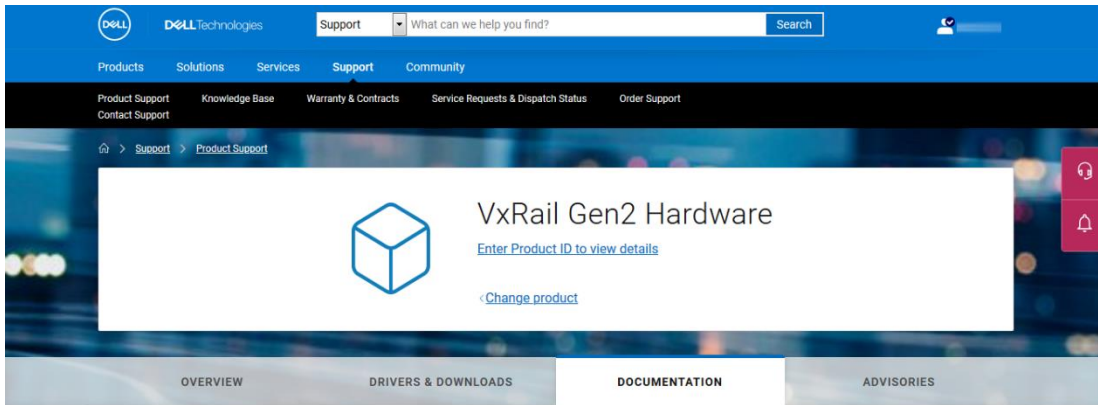 DELL
DELLTechnologies
Support
What can we help you find?
Search
Products Solutions Services Support Community
Product Support Knowledge Base Warranty & Contracts Service Requests & Dispatch Status Order Support
Contact Support
> Support > Product Support
VxRail Gen2 Hardware
Enter Product ID to view details
<Change product
OVERVIEW DRIVERS & DOWNLOADS DOCUMENTATION ADVISORIES